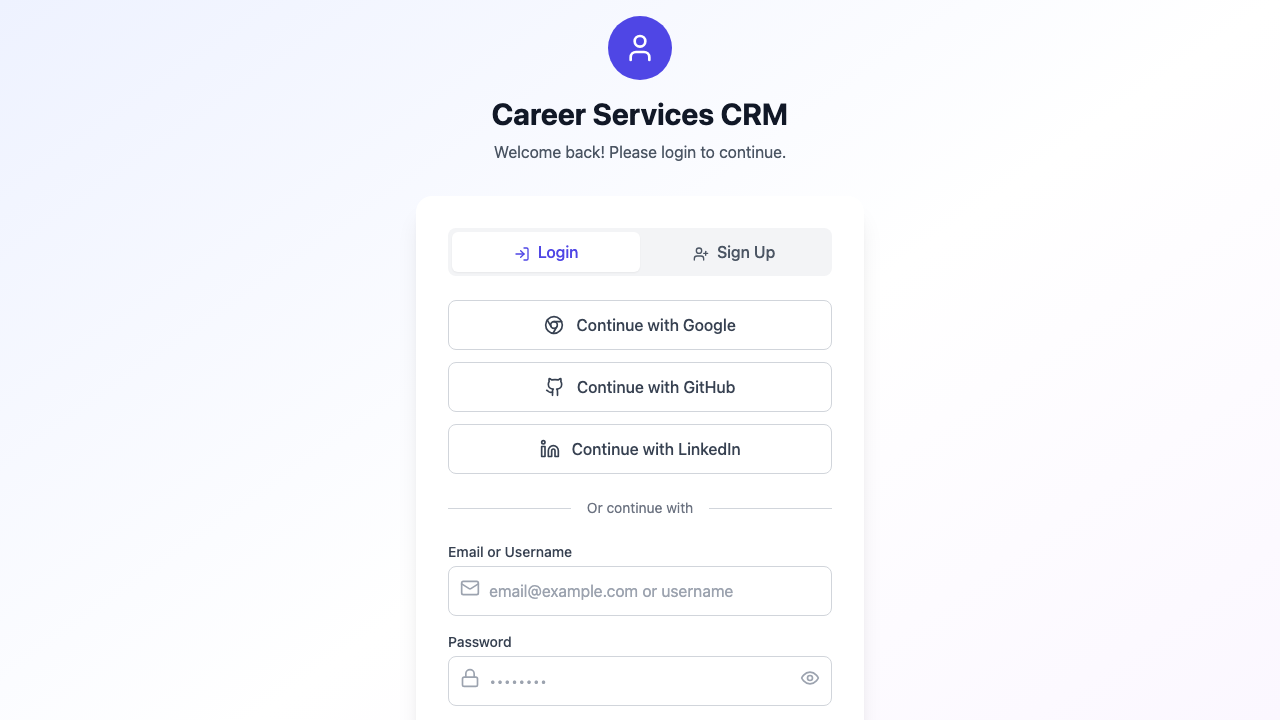 Career Services CRM
Welcome back! Please login to continue.
Login
Sign Up
Continue with Google
Continue with GitHub
Continue with LinkedIn
Or continue with
Email or Username
email@example.com or username
Password
••••••••